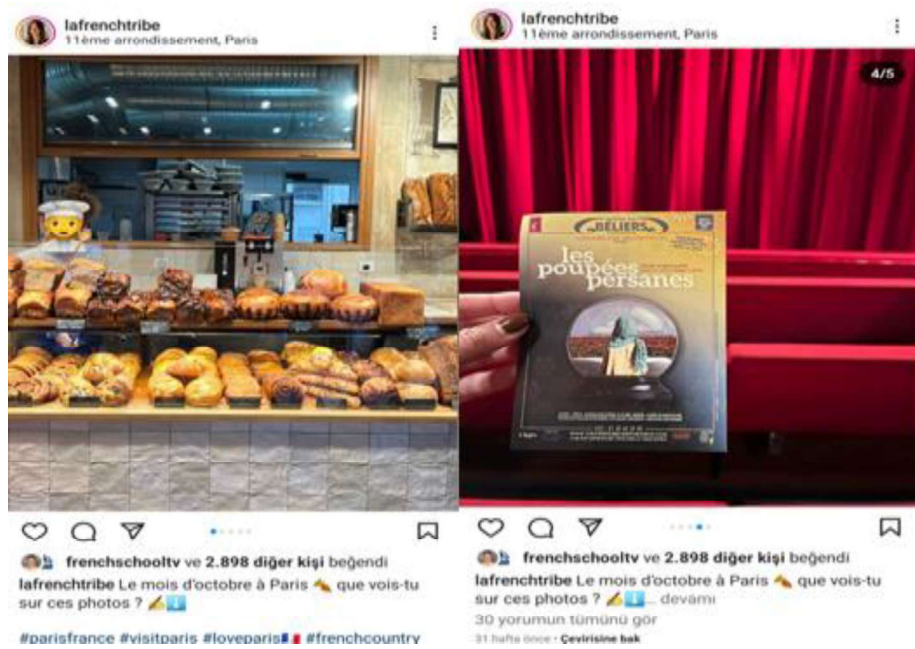 lafrenchtribe
11ème arrondissement, Paris
frenchschooltv ve 2.898 diğer kişi beğendi
lafrenchtribe Le mois d'octobre à Paris 🍂 que vois-tu
sur ces photos ? ✍️⬇️
#parisfrance #visitparis #loveparis🇫🇷 #frenchcountry
lafrenchtribe
11ème arrondissement, Paris
4/5
BÉLIERS
les
poupées
persanes
frenchschooltv ve 2.898 diğer kişi beğendi
lafrenchtribe Le mois d'octobre à Paris 🍂 que vois-tu
sur ces photos ? ✍️⬇️... devamı
30 yorumun tümünü gör
31 hafta önce · Çevirisine bak